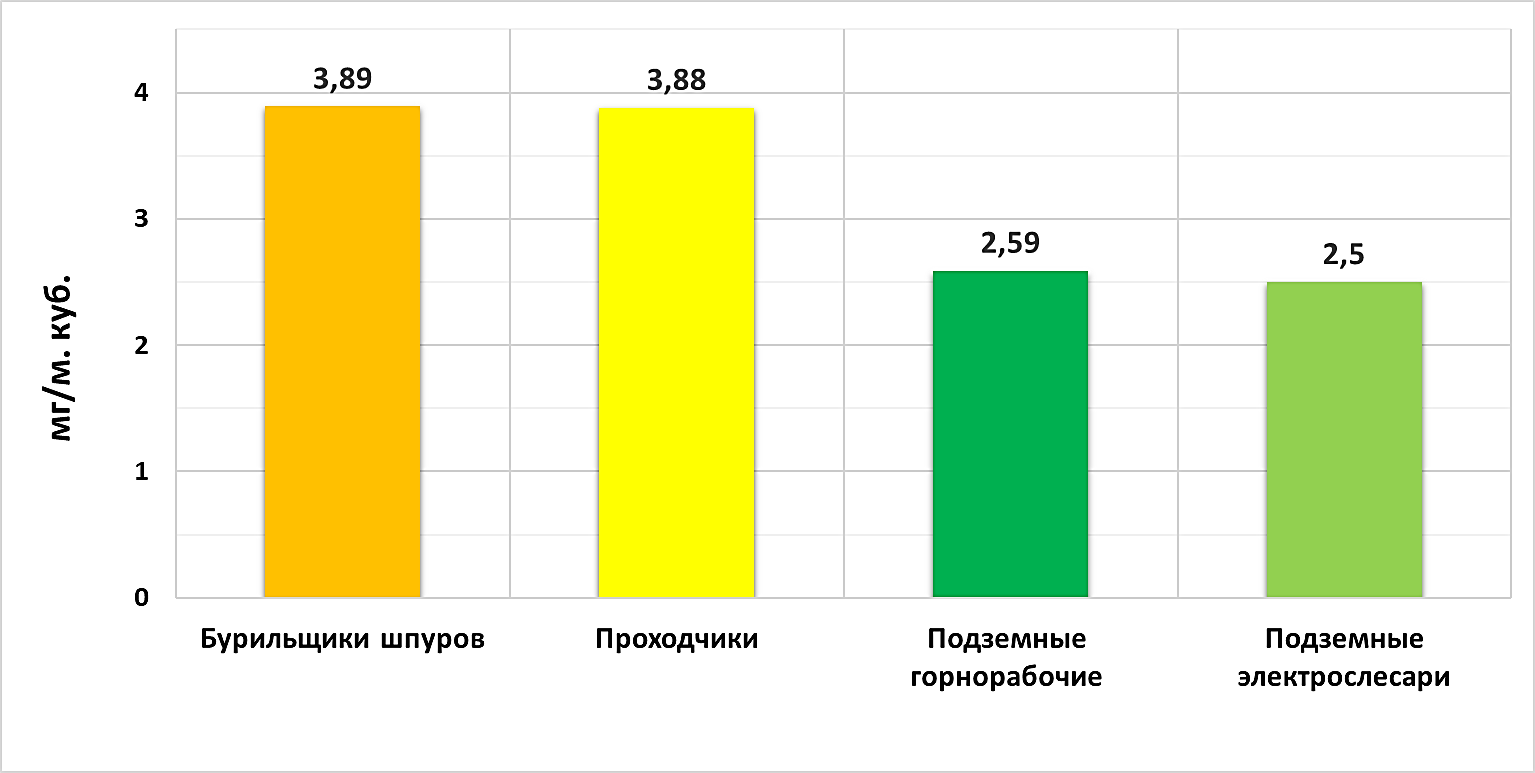 мг/м. куб.
4
3
2
1
0
3,89
3,88
2,59
2,5
Бурильщики шпуров
Проходчики
Подземные
горнорабочие
Подземные
электрослесари